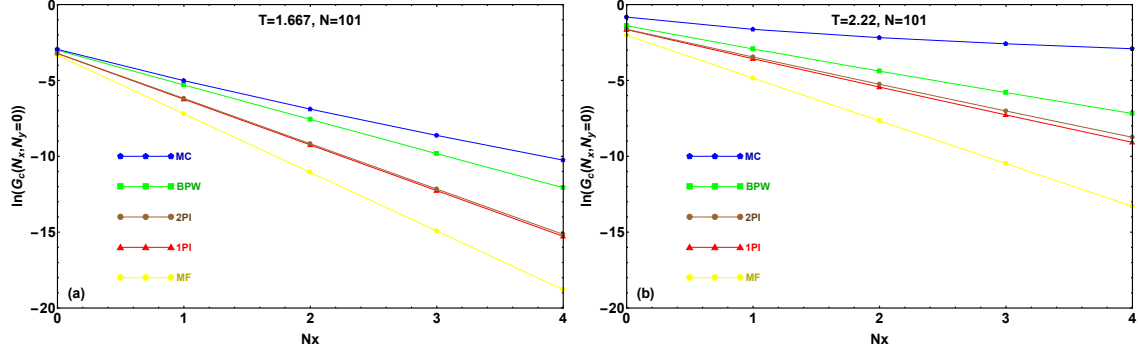 T=1.667, N=101
ln(G_c(N_x,N_y=0))
0
−5
−10
−15
−20
MC
BPW
2PI
1PI
MF
(a)
0 1 2 3 4
Nx
T=2.22, N=101
ln(G_c(N_x,N_y=0))
0
−5
−10
−15
−20
MC
BPW
2PI
1PI
MF
(b)
0 1 2 3 4
Nx